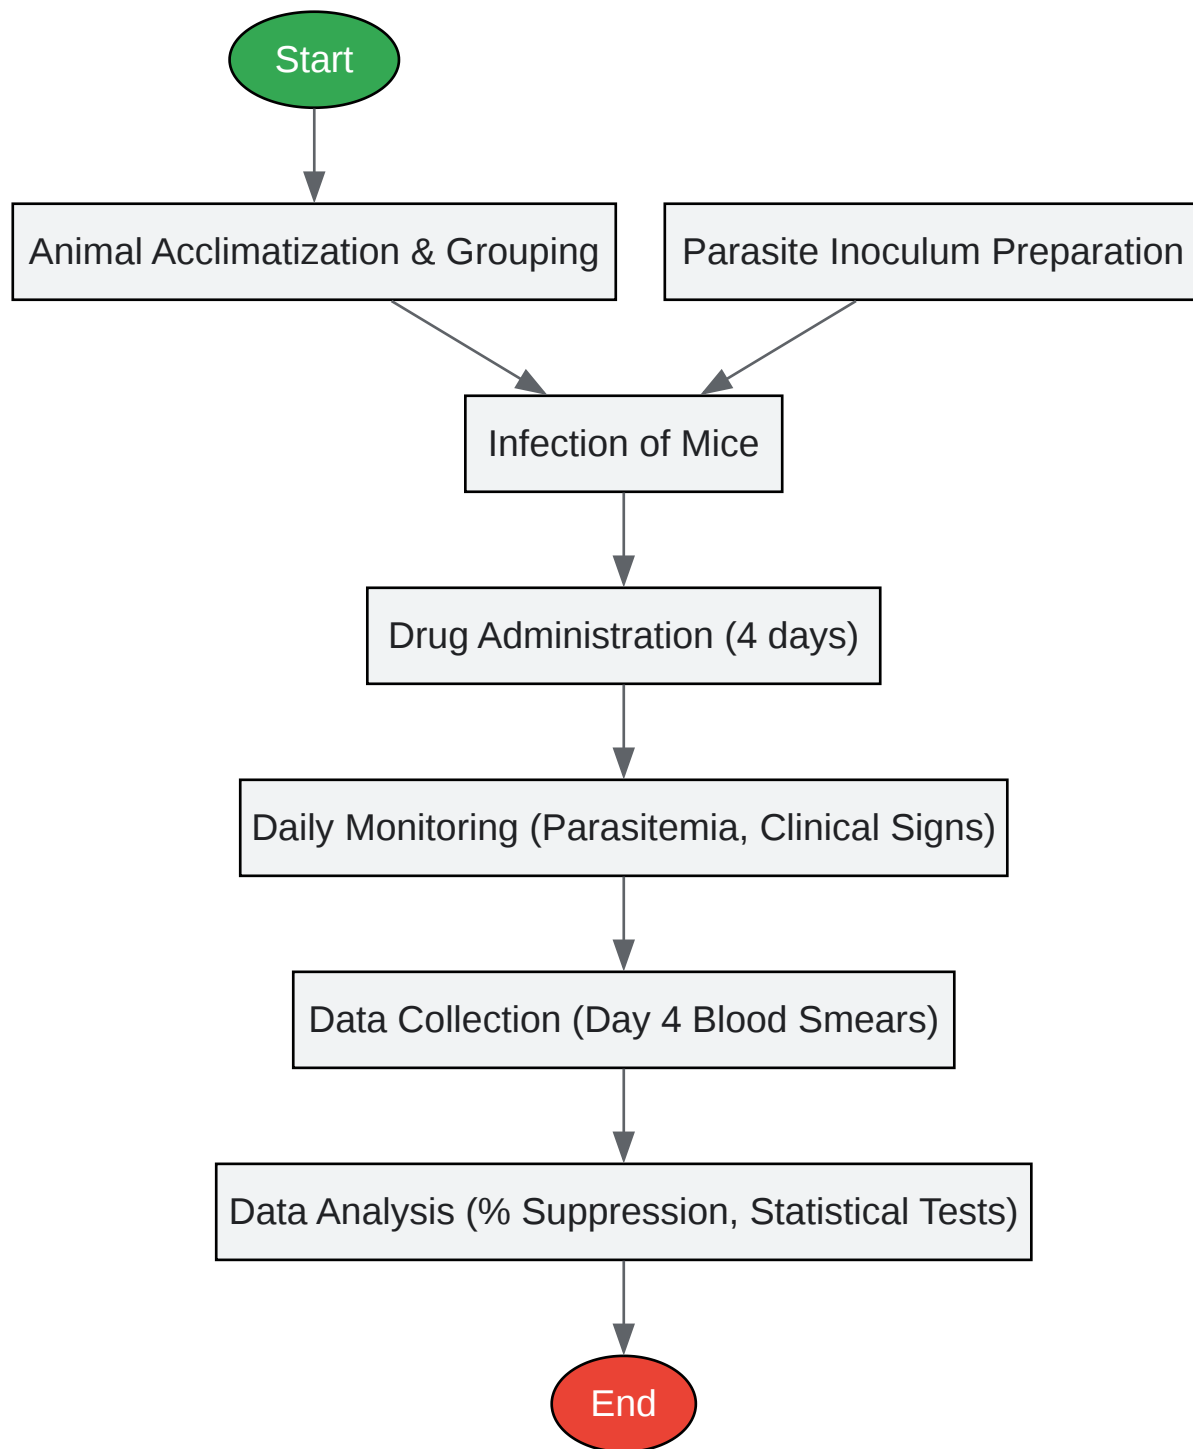 Start
Animal Acclimatization & Grouping
Parasite Inoculum Preparation
Infection of Mice
Drug Administration (4 days)
Daily Monitoring (Parasitemia, Clinical Signs)
Data Collection (Day 4 Blood Smears)
Data Analysis (% Suppression, Statistical Tests)
End